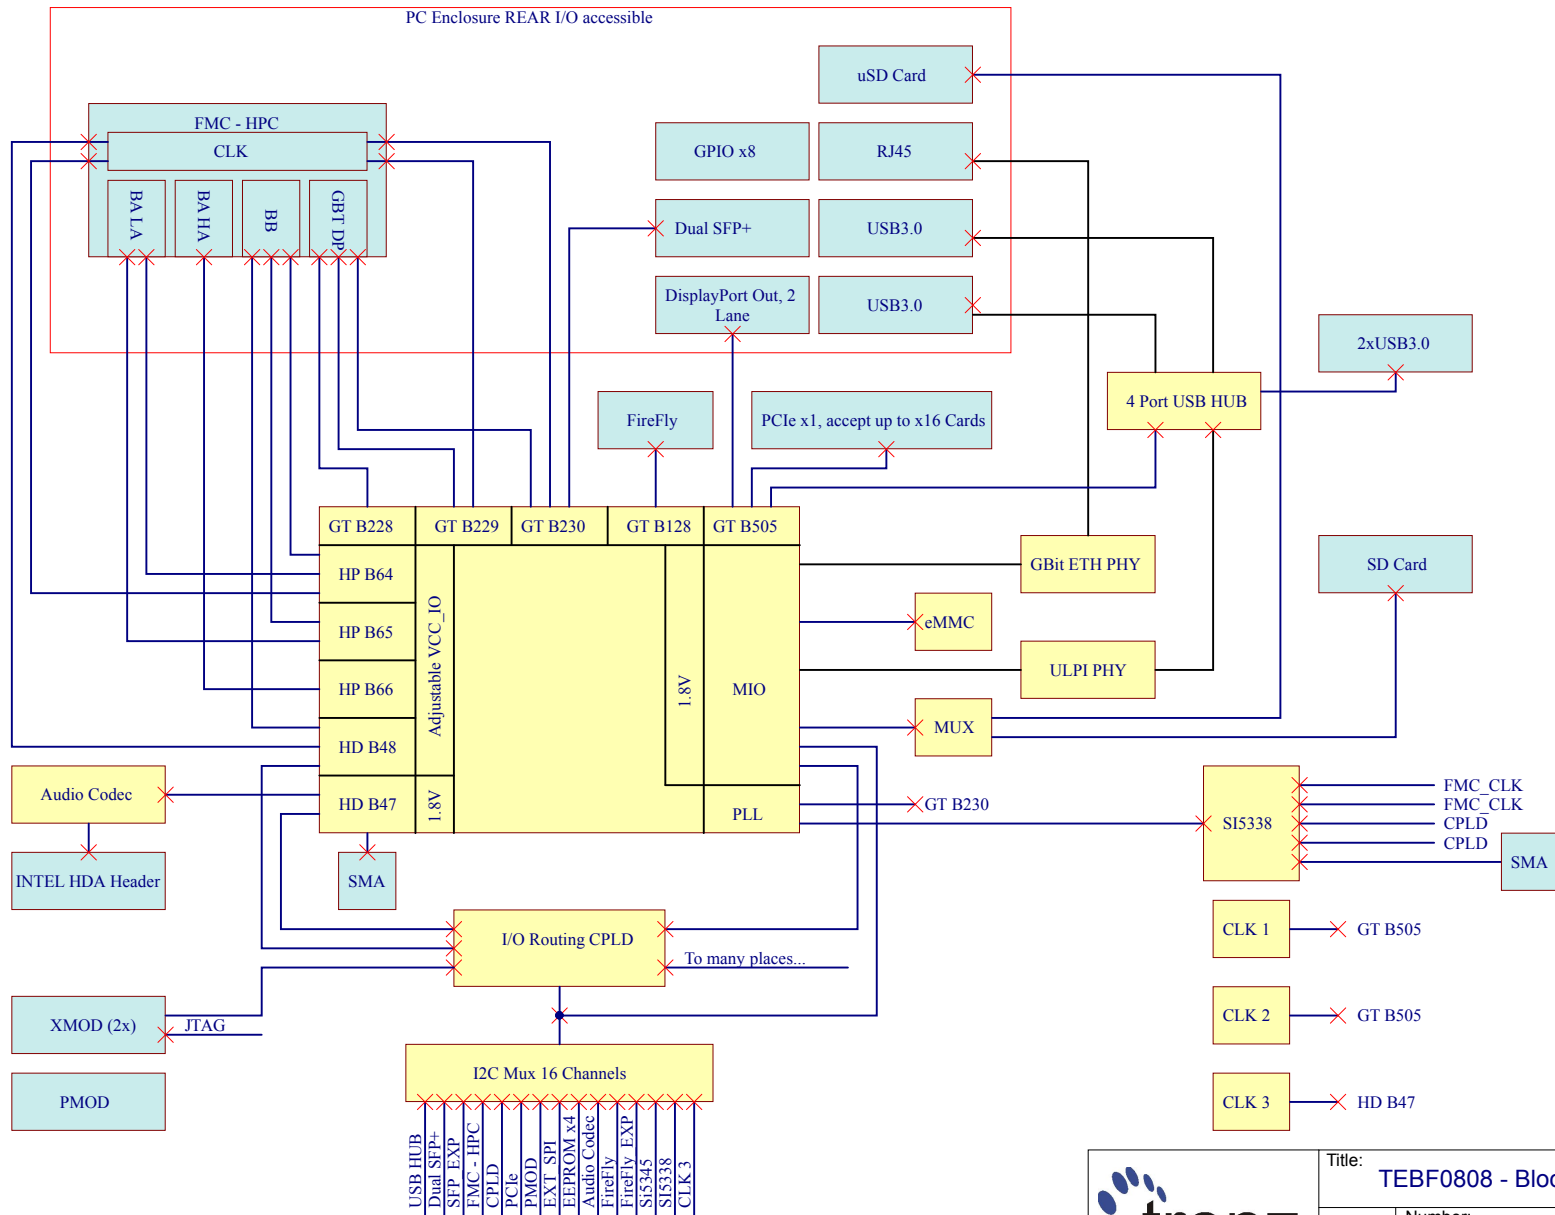 PC Enclosure REAR I/O accessible
uSD Card
FMC - HPC
CLK
GPIO x8
RJ45
BA LA
BA HA
BB
GBT DP
Dual SFP+
USB3.0
DisplayPort Out, 2
Lane
USB3.0
2xUSB3.0
4 Port USB HUB
FireFly
PCIe x1, accept up to x16 Cards
GT B228
GT B229
GT B230
GT B128
GT B505
HP B64
GBit ETH PHY
SD Card
Adjustable VCC_IO
eMMC
HP B65
ULPI PHY
HP B66
1.8V
MIO
MUX
HD B48
Audio Codec
HD B47
1.8V
PLL
GT B230
SI5338
FMC_CLK
FMC_CLK
CPLD
CPLD
SMA
INTEL HDA Header
SMA
CLK 1
GT B505
I/O Routing CPLD
To many places...
XMOD (2x)
JTAG
CLK 2
GT B505
I2C Mux 16 Channels
PMOD
CLK 3
HD B47
USB HUB
Dual SFP+
SFP_EXP
FMC - HPC
CPLD
PCIe
PMOD
EXT_SPI
EEPROM x4
Audio Codec
FireFly
FireFly_EXP
Si5345
SI5338
CLK 3
Title:
TEBF0808 - Bloc